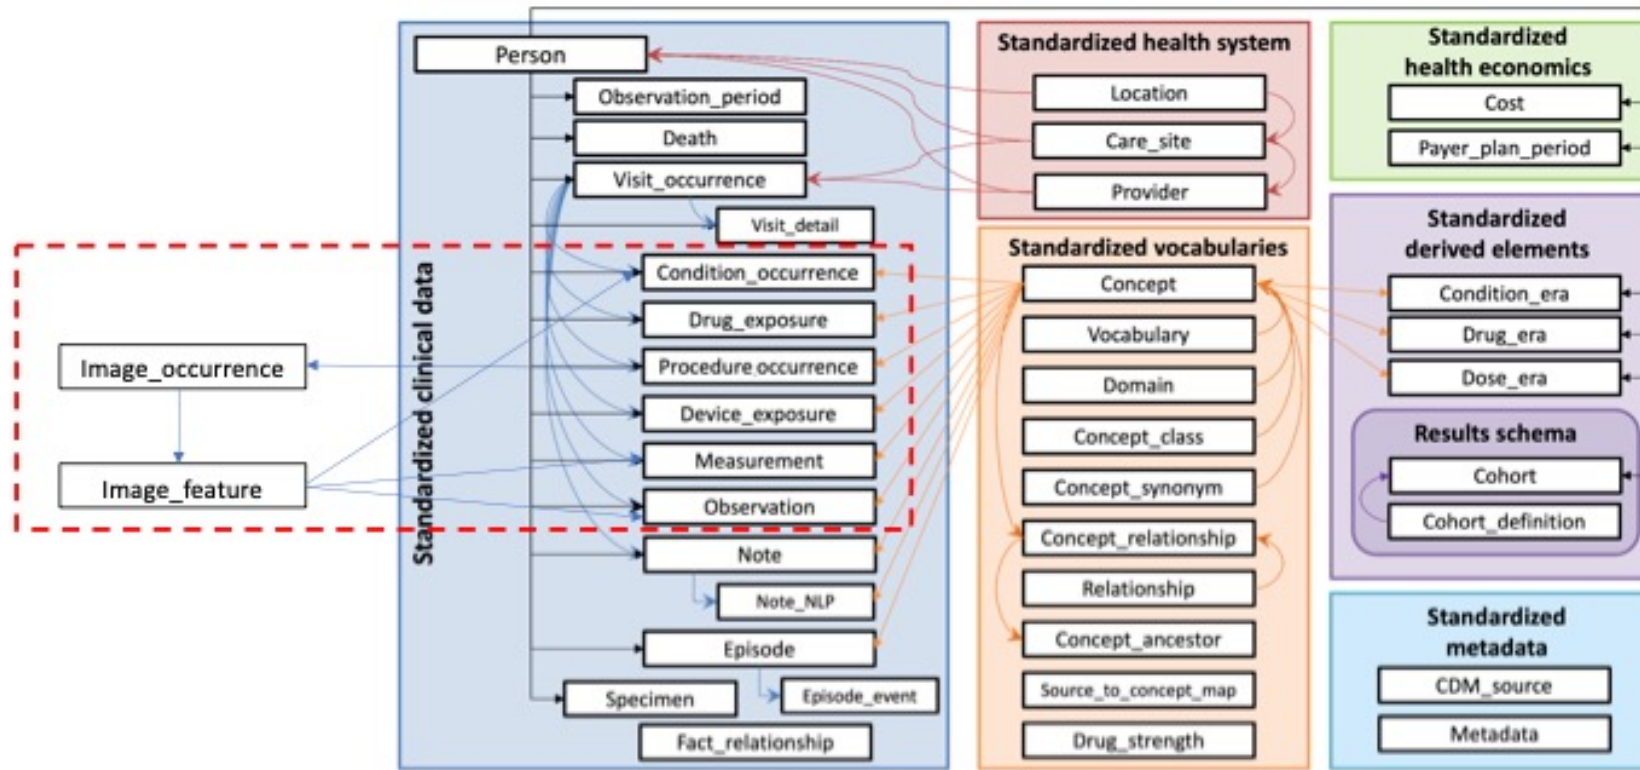 Image_occurrence
Image_feature
Standardized clinical data
Person
Observation_period
Death
Visit_occurrence
Visit_detail
Condition_occurrence
Drug_exposure
Procedure_occurrence
Device_exposure
Measurement
Observation
Note
Note_NLP
Episode
Episode_event
Specimen
Fact_relationship
Standardized health system
Location
Care_site
Provider
Standardized vocabularies
Concept
Vocabulary
Domain
Concept_class
Concept_synonym
Concept_relationship
Relationship
Concept_ancestor
Source_to_concept_map
Drug_strength
Standardized
health economics
Cost
Payer_plan_period
Standardized
derived elements
Condition_era
Drug_era
Dose_era
Results schema
Cohort
Cohort_definition
Standardized
metadata
CDM_source
Metadata